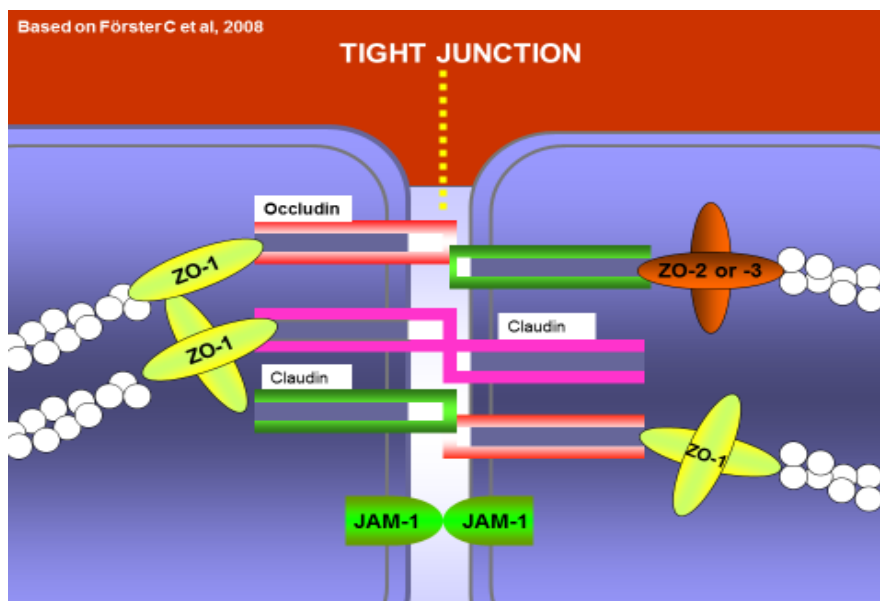 Based on Förster C et al, 2008
TIGHT JUNCTION
Occludin
ZO-1
ZO-2 or -3
ZO-1
Claudin
Claudin
ZO-1
JAM-1
JAM-1